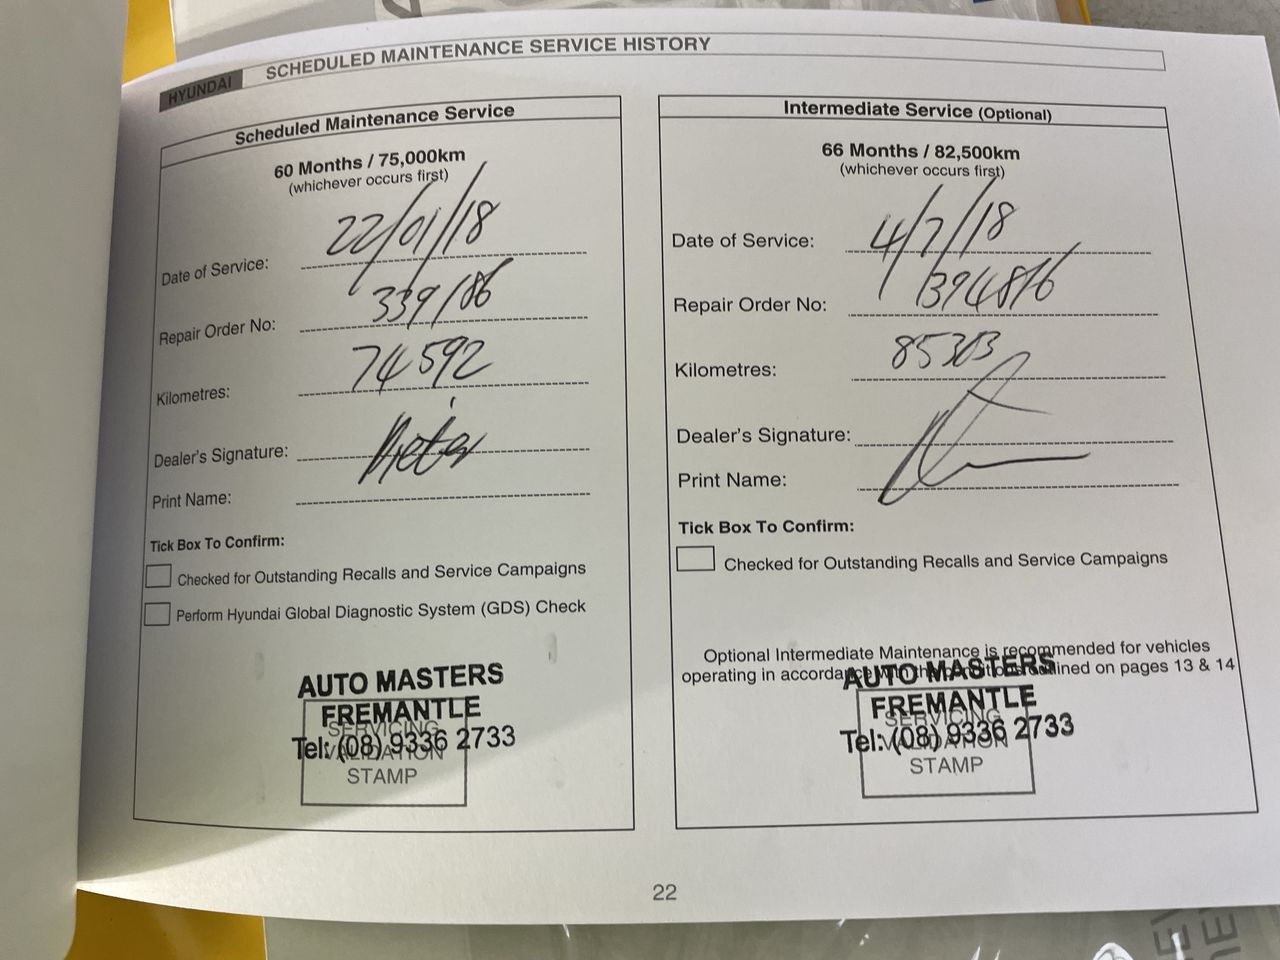 HYUNDAI SCHEDULED MAINTENANCE SERVICE HISTORY
Scheduled Maintenance Service
60 Months / 75,000km
(whichever occurs first)
Date of Service: 22/01/18
Repair Order No: 339186
Kilometres: 74592
Dealer's Signature:
Print Name:
Tick Box To Confirm:
Checked for Outstanding Recalls and Service Campaigns
Perform Hyundai Global Diagnostic System (GDS) Check
AUTO MASTERS
FREMANTLE
SERVICING
Tel: (08) 9336 2733
VALIDATION
STAMP
Intermediate Service (Optional)
66 Months / 82,500km
(whichever occurs first)
Date of Service: 4/7/18
Repair Order No:
Kilometres: 85303
Dealer's Signature:
Print Name:
Tick Box To Confirm:
Checked for Outstanding Recalls and Service Campaigns
Optional Intermediate Maintenance is recommended for vehicles
operating in accordance with the conditions outlined on pages 13 & 14
AUTO MASTERS
FREMANTLE
SERVICING
Tel: (08) 9336 2733
VALIDATION
STAMP
22